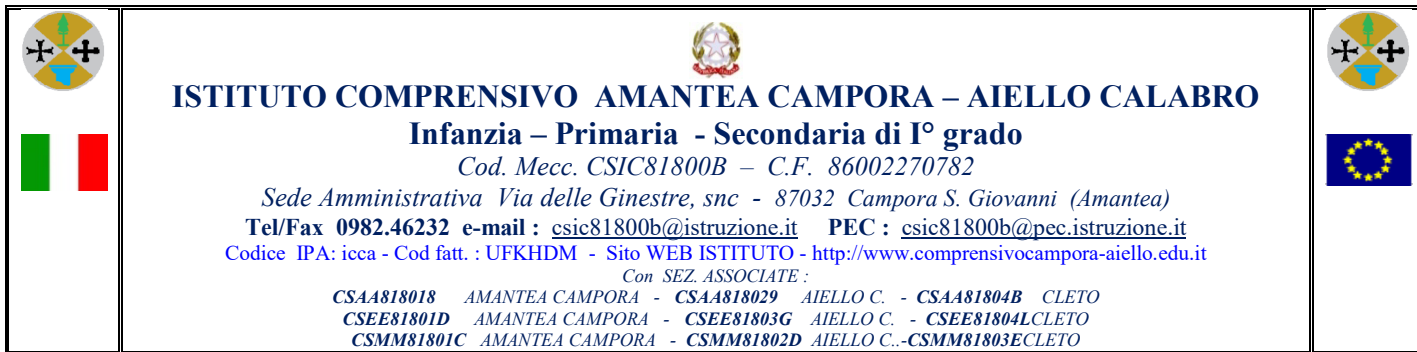 ISTITUTO COMPRENSIVO AMANTEA CAMPORA – AIELLO CALABRO
Infanzia – Primaria - Secondaria di I° grado
Cod. Mecc. CSIC81800B – C.F. 86002270782
Sede Amministrativa Via delle Ginestre, snc - 87032 Campora S. Giovanni (Amantea)
Tel/Fax 0982.46232 e-mail : csic81800b@istruzione.it PEC : csic81800b@pec.istruzione.it
Codice IPA: icca - Cod fatt. : UFKHDM - Sito WEB ISTITUTO - http://www.comprensivocampora-aiello.edu.it
Con SEZ. ASSOCIATE :
CSAA818018 AMANTEA CAMPORA - CSAA818029 AIELLO C. - CSAA81804B CLETO
CSEE81801D AMANTEA CAMPORA - CSEE81803G AIELLO C. - CSEE81804LCLETO
CSMM81801C AMANTEA CAMPORA - CSMM81802D AIELLO C..-CSMM81803ECLETO